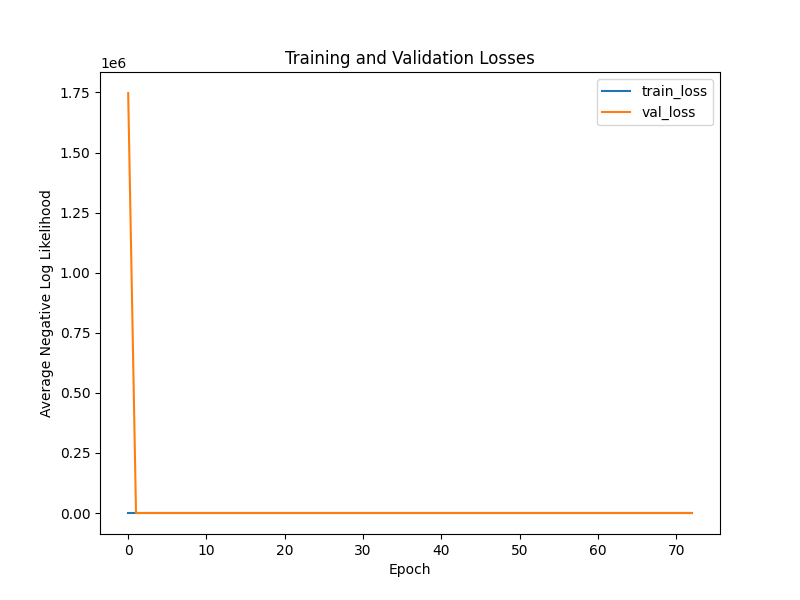 Training and Validation Losses
1e6
train_loss
val_loss
1.75
1.50
1.25
1.00
0.75
0.50
0.25
0.00
Average Negative Log Likelihood
0 10 20 30 40 50 60 70
Epoch